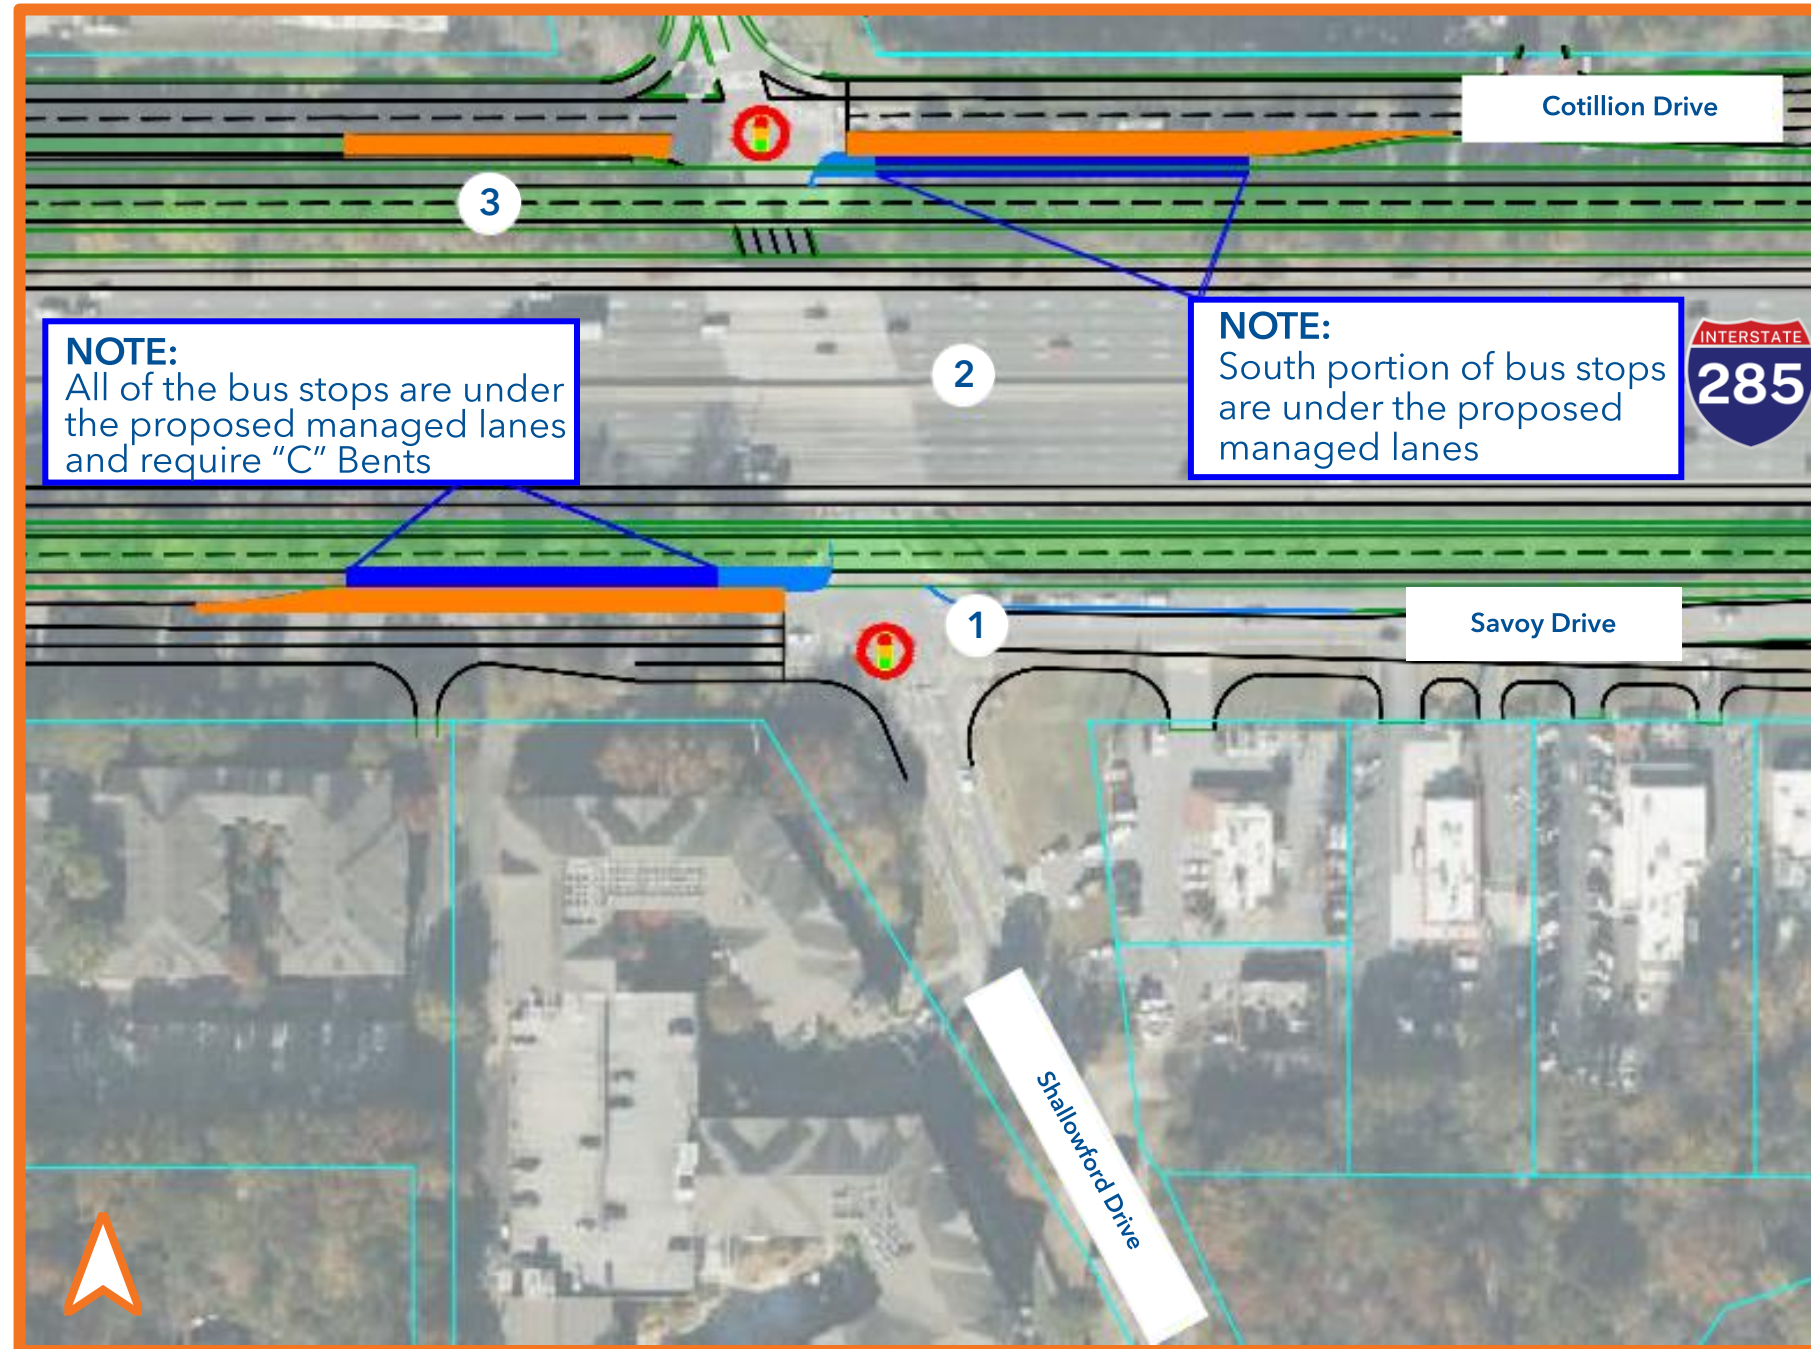 Cotillion Drive
3
NOTE:
All of the bus stops are under
the proposed managed lanes
and require “C” Bents
2
NOTE:
South portion of bus stops
are under the proposed
managed lanes
INTERSTATE
285
1
Savoy Drive
Shallowford Drive